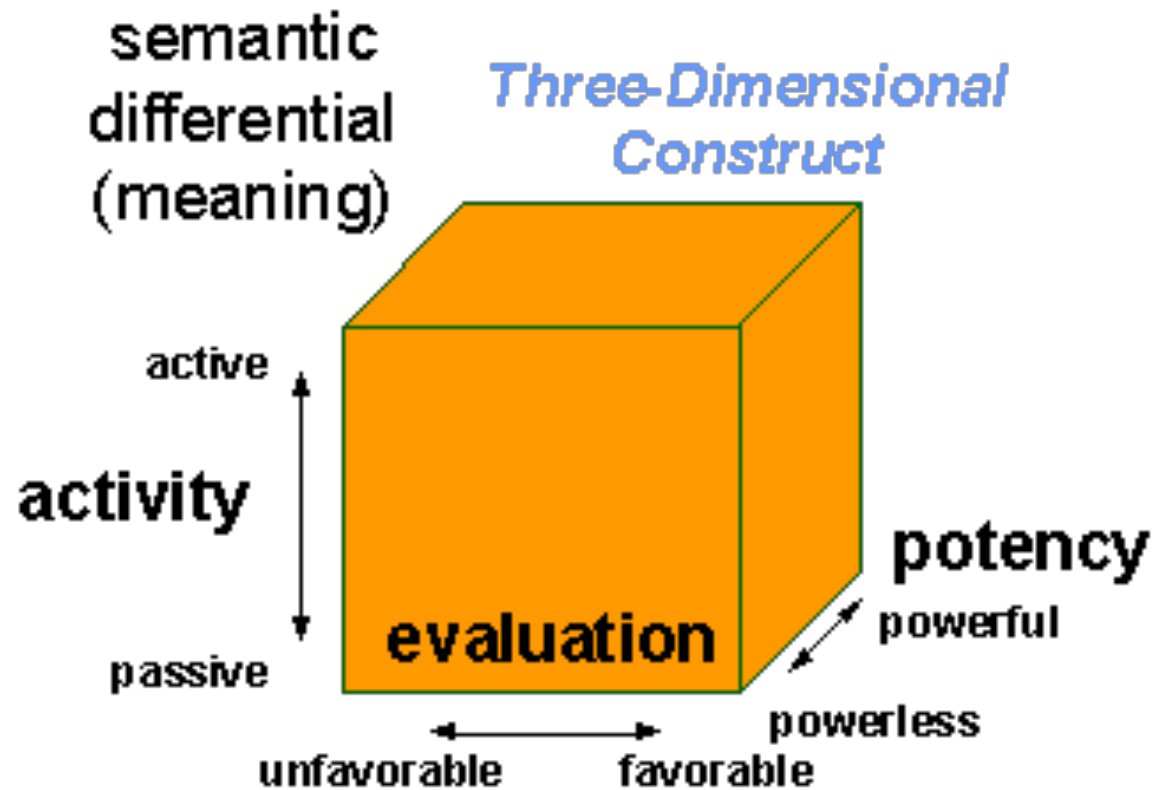 semantic
differential
(meaning)
Three-Dimensional
Construct
active
activity
passive
evaluation
potency
powerful
powerless
unfavorable
favorable